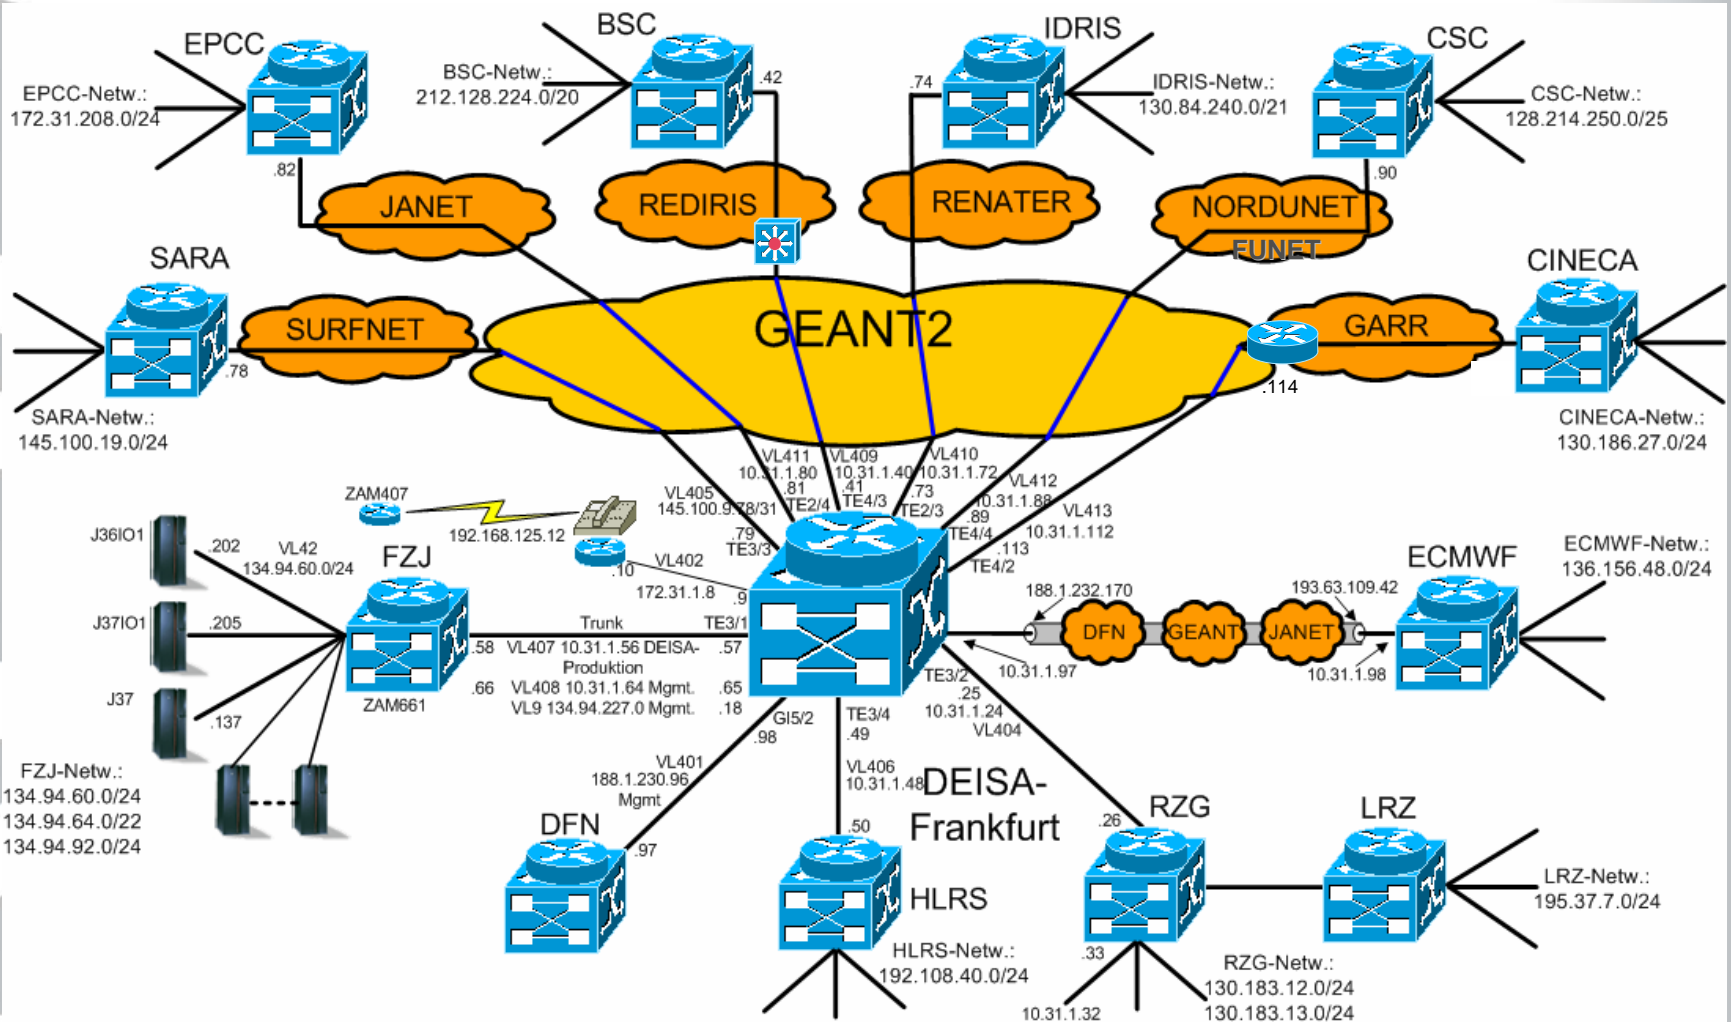 EPCC
BSC
IDRIS
CSC
EPCC-Netw.:
172.31.208.0/24
BSC-Netw.:
212.128.224.0/20
.42
.74
IDRIS-Netw.:
130.84.240.0/21
CSC-Netw.:
128.214.250.0/25
.82
.90
JANET
REDIRIS
RENATER
NORDUNET
FUNET
SARA
CINECA
SURFNET
GEANT2
GARR
.78
.114
SARA-Netw.:
145.100.19.0/24
CINECA-Netw.:
130.186.27.0/24
VL411
10.31.1.80
.81
TE2/4
VL409
10.31.1.40
.41
TE4/3
VL410
10.31.1.72
.73
TE2/3
VL412
10.31.1.88
.89
TE4/4
VL413
10.31.1.112
.113
TE4/2
VL405
145.100.9.78/31
.79
TE3/3
ZAM407
192.168.125.12
.10
VL402
172.31.1.8
.9
J36IO1
.202
VL42
134.94.60.0/24
FZJ
J37IO1
.205
J37
.137
ZAM661
Trunk
TE3/1
.58
VL407 10.31.1.56 DEISA-
Produktion
.57
.66
VL408 10.31.1.64 Mgmt.
.65
VL9 134.94.227.0 Mgmt.
.18
ECMWF
ECMWF-Netw.:
136.156.48.0/24
188.1.232.170
193.63.109.42
DFN
GEANT
JANET
10.31.1.97
10.31.1.98
TE3/2
.25
10.31.1.24
VL404
GI5/2
.98
TE3/4
.49
VL401
188.1.230.96
Mgmt
VL406
10.31.1.48
DEISA-
Frankfurt
FZJ-Netw.:
134.94.60.0/24
134.94.64.0/22
134.94.92.0/24
DFN
.97
.50
HLRS
HLRS-Netw.:
192.108.40.0/24
.26
RZG
LRZ
LRZ-Netw.:
195.37.7.0/24
.33
10.31.1.32
RZG-Netw.:
130.183.12.0/24
130.183.13.0/24